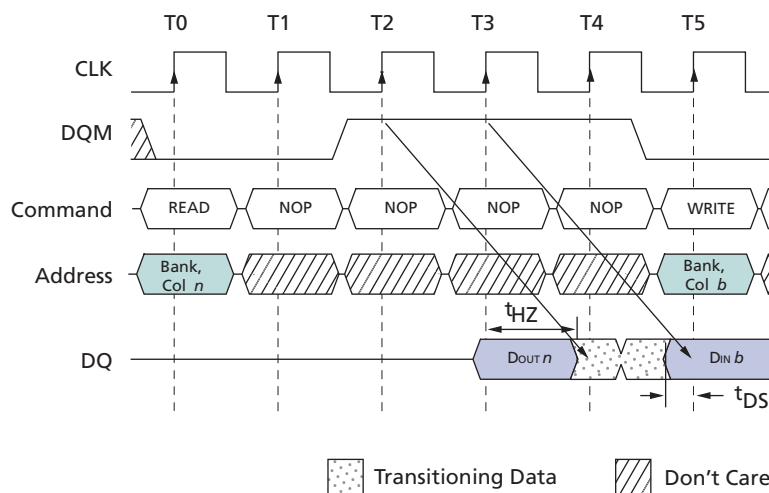 T0 T1 T2 T3 T4 T5
CLK
DQM
Command READ NOP NOP NOP NOP WRITE
Address Bank, Col n Bank, Col b
tHZ
DQ DOUT n DIN b
tDS
Transitioning Data Don't Care